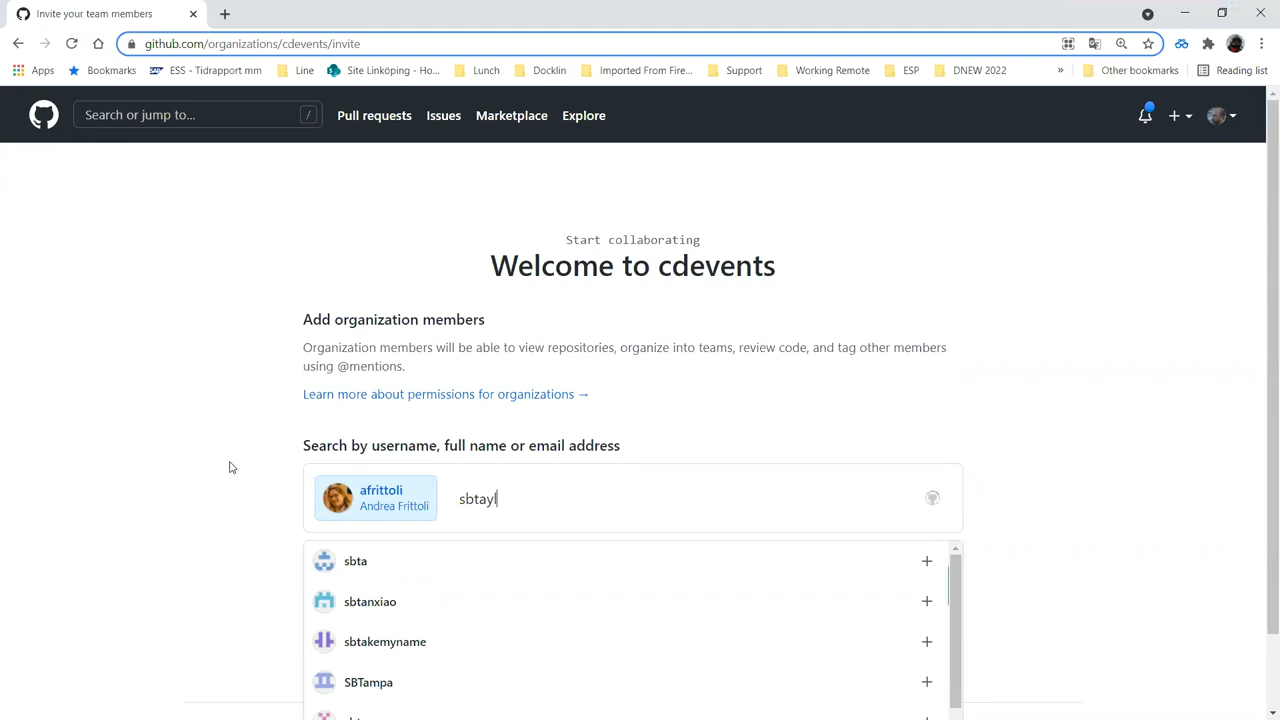 Invite your team members
github.com/organizations/cdevents/invite
Apps Bookmarks ESS - Tidrapport mm Line Site Linköping - Ho... Lunch Docklin Imported From Fire... Support Working Remote ESP DNEW 2022 » Other bookmarks Reading list
Search or jump to... / Pull requests Issues Marketplace Explore
Start collaborating
Welcome to cdevents
Add organization members
Organization members will be able to view repositories, organize into teams, review code, and tag other members
using @mentions.
Learn more about permissions for organizations →
Search by username, full name or email address
afrittoli
Andrea Frittoli
sbtayl
sbta
sbtanxiao
sbtakemyname
SBTampa